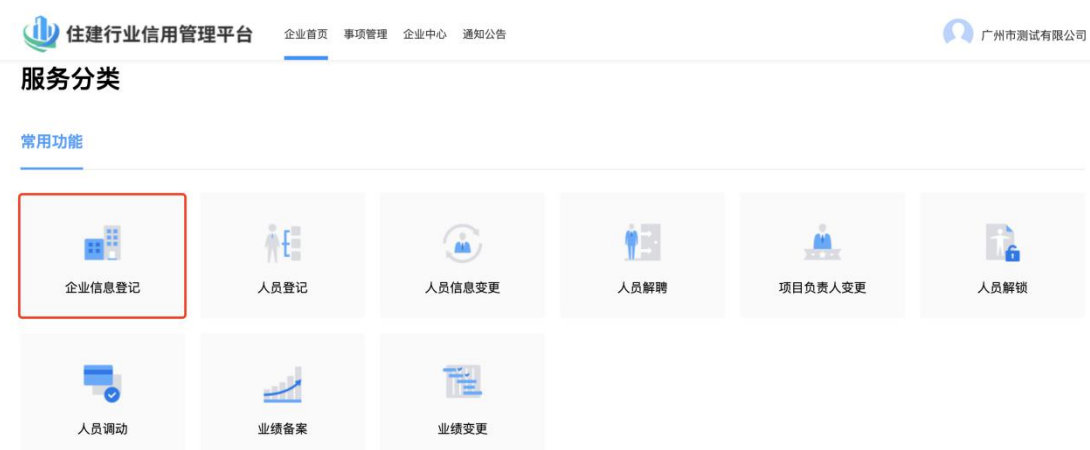 住建行业信用管理平台 企业首页 事项管理 企业中心 通知公告 广州市测试有限公司
服务分类
常用功能
企业信息登记 人员登记 人员信息变更 人员解聘 项目负责人变更 人员解锁
人员调动 业绩备案 业绩变更